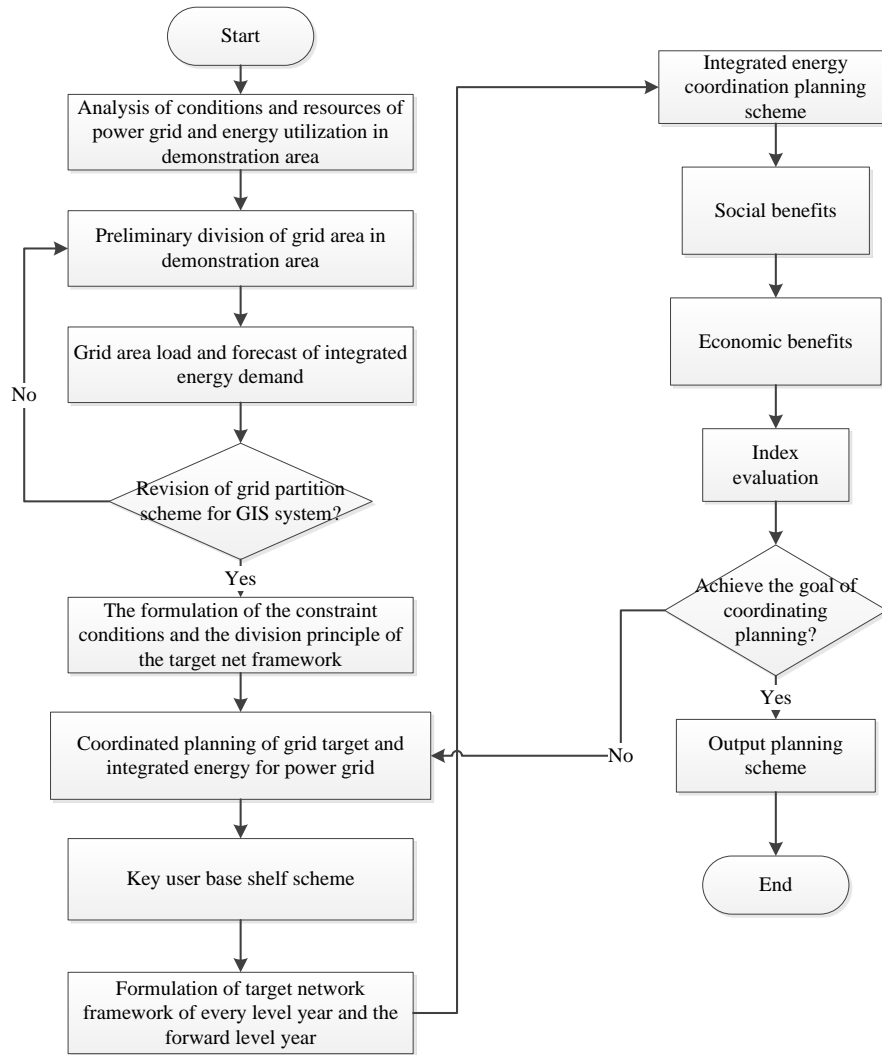 Start
Analysis of conditions and resources of
power grid and energy utilization in
demonstration area
Preliminary division of grid area in
demonstration area
Grid area load and forecast of integrated
energy demand
No
Revision of grid partition
scheme for GIS system?
Yes
The formulation of the constraint
conditions and the division principle of
the target net framework
Coordinated planning of grid target and
integrated energy for power grid
Key user base shelf scheme
Formulation of target network
framework of every level year and the
forward level year
Integrated energy
coordination planning
scheme
Social benefits
Economic benefits
Index
evaluation
Achieve the goal of
coordinating
planning?
No
Yes
Output planning
scheme
End